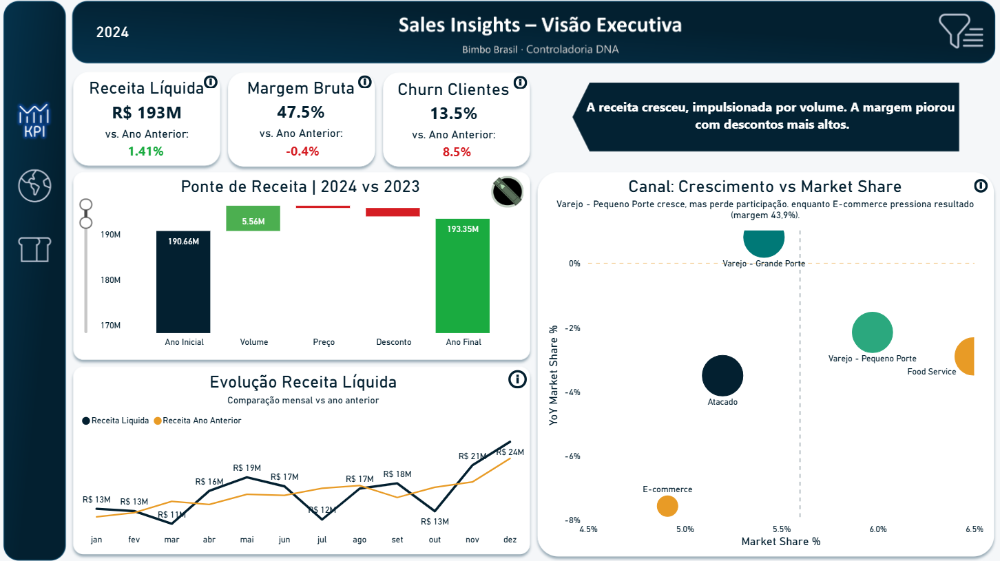 2024
Sales Insights – Visão Executiva
Bimbo Brasil · Controladoria DNA
KPI
Receita Líquida
R$ 193M
vs. Ano Anterior:
1.41%
Margem Bruta
47.5%
vs. Ano Anterior:
-0.4%
Churn Clientes
13.5%
vs. Ano Anterior:
8.5%
A receita cresceu, impulsionada por volume. A margem piorou
com descontos mais altos.
Ponte de Receita | 2024 vs 2023
190M
180M
170M
190.66M
5.56M
193.35M
Ano Inicial
Volume
Preço
Desconto
Ano Final
Evolução Receita Líquida
Comparação mensal vs ano anterior
Receita Liquida
Receita Ano Anterior
R$ 13M
R$ 13M
R$ 11M
R$ 16M
R$ 19M
R$ 17M
R$ 12M
R$ 17M
R$ 18M
R$ 13M
R$ 21M
R$ 24M
jan
fev
mar
abr
mai
jun
jul
ago
set
out
nov
dez
Canal: Crescimento vs Market Share
Varejo - Pequeno Porte cresce, mas perde participação, enquanto E-commerce pressiona resultado
(margem 43,9%).
YoY Market Share %
0%
-2%
-4%
-6%
-8%
Varejo - Grande Porte
Varejo - Pequeno Porte
Food Service
Atacado
E-commerce
4.5%
5.0%
5.5%
6.0%
6.5%
Market Share %